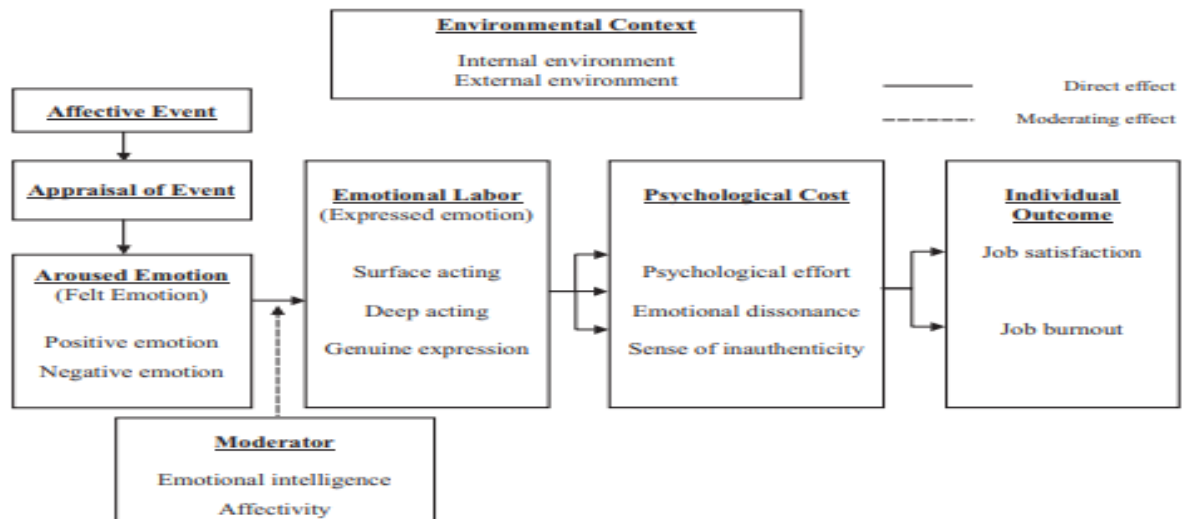 Environmental Context
Internal environment
External environment
Direct effect
Moderating effect
Affective Event
Appraisal of Event
Aroused Emotion
(Felt Emotion)
Positive emotion
Negative emotion
Emotional Labor
(Expressed emotion)
Surface acting
Deep acting
Genuine expression
Psychological Cost
Psychological effort
Emotional dissonance
Sense of inauthenticity
Individual
Outcome
Job satisfaction
Job burnout
Moderator
Emotional intelligence
Affectivity